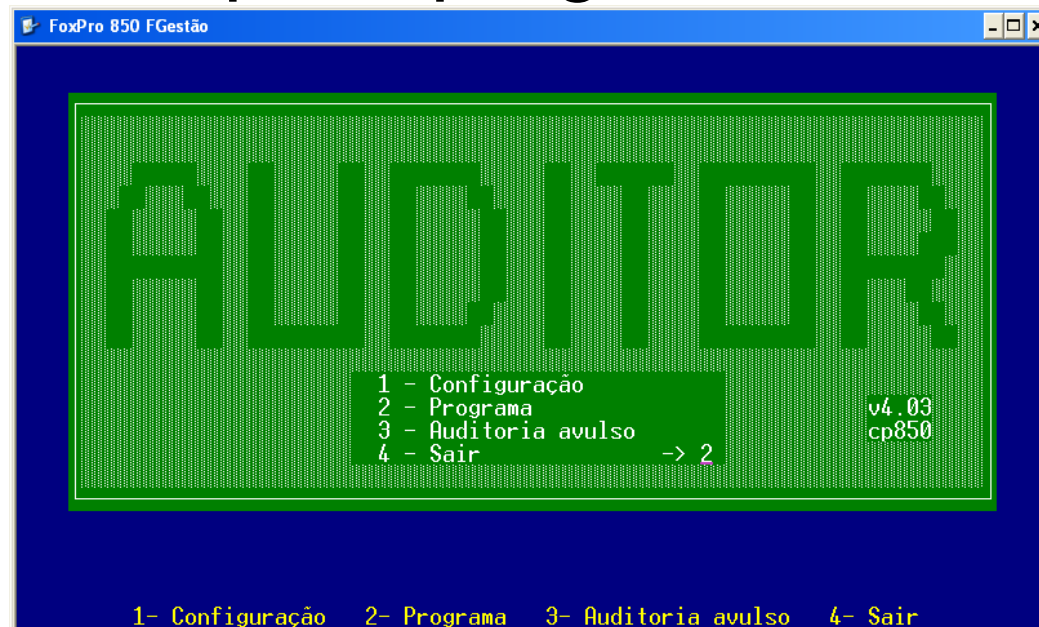 FoxPro 850 FGestão
AUDITOR
1 - Configuração
2 - Programa
3 - Auditoria avulso
4 - Sair -> 2
v4.03
cp850
1- Configuração 2- Programa 3- Auditoria avulso 4- Sair